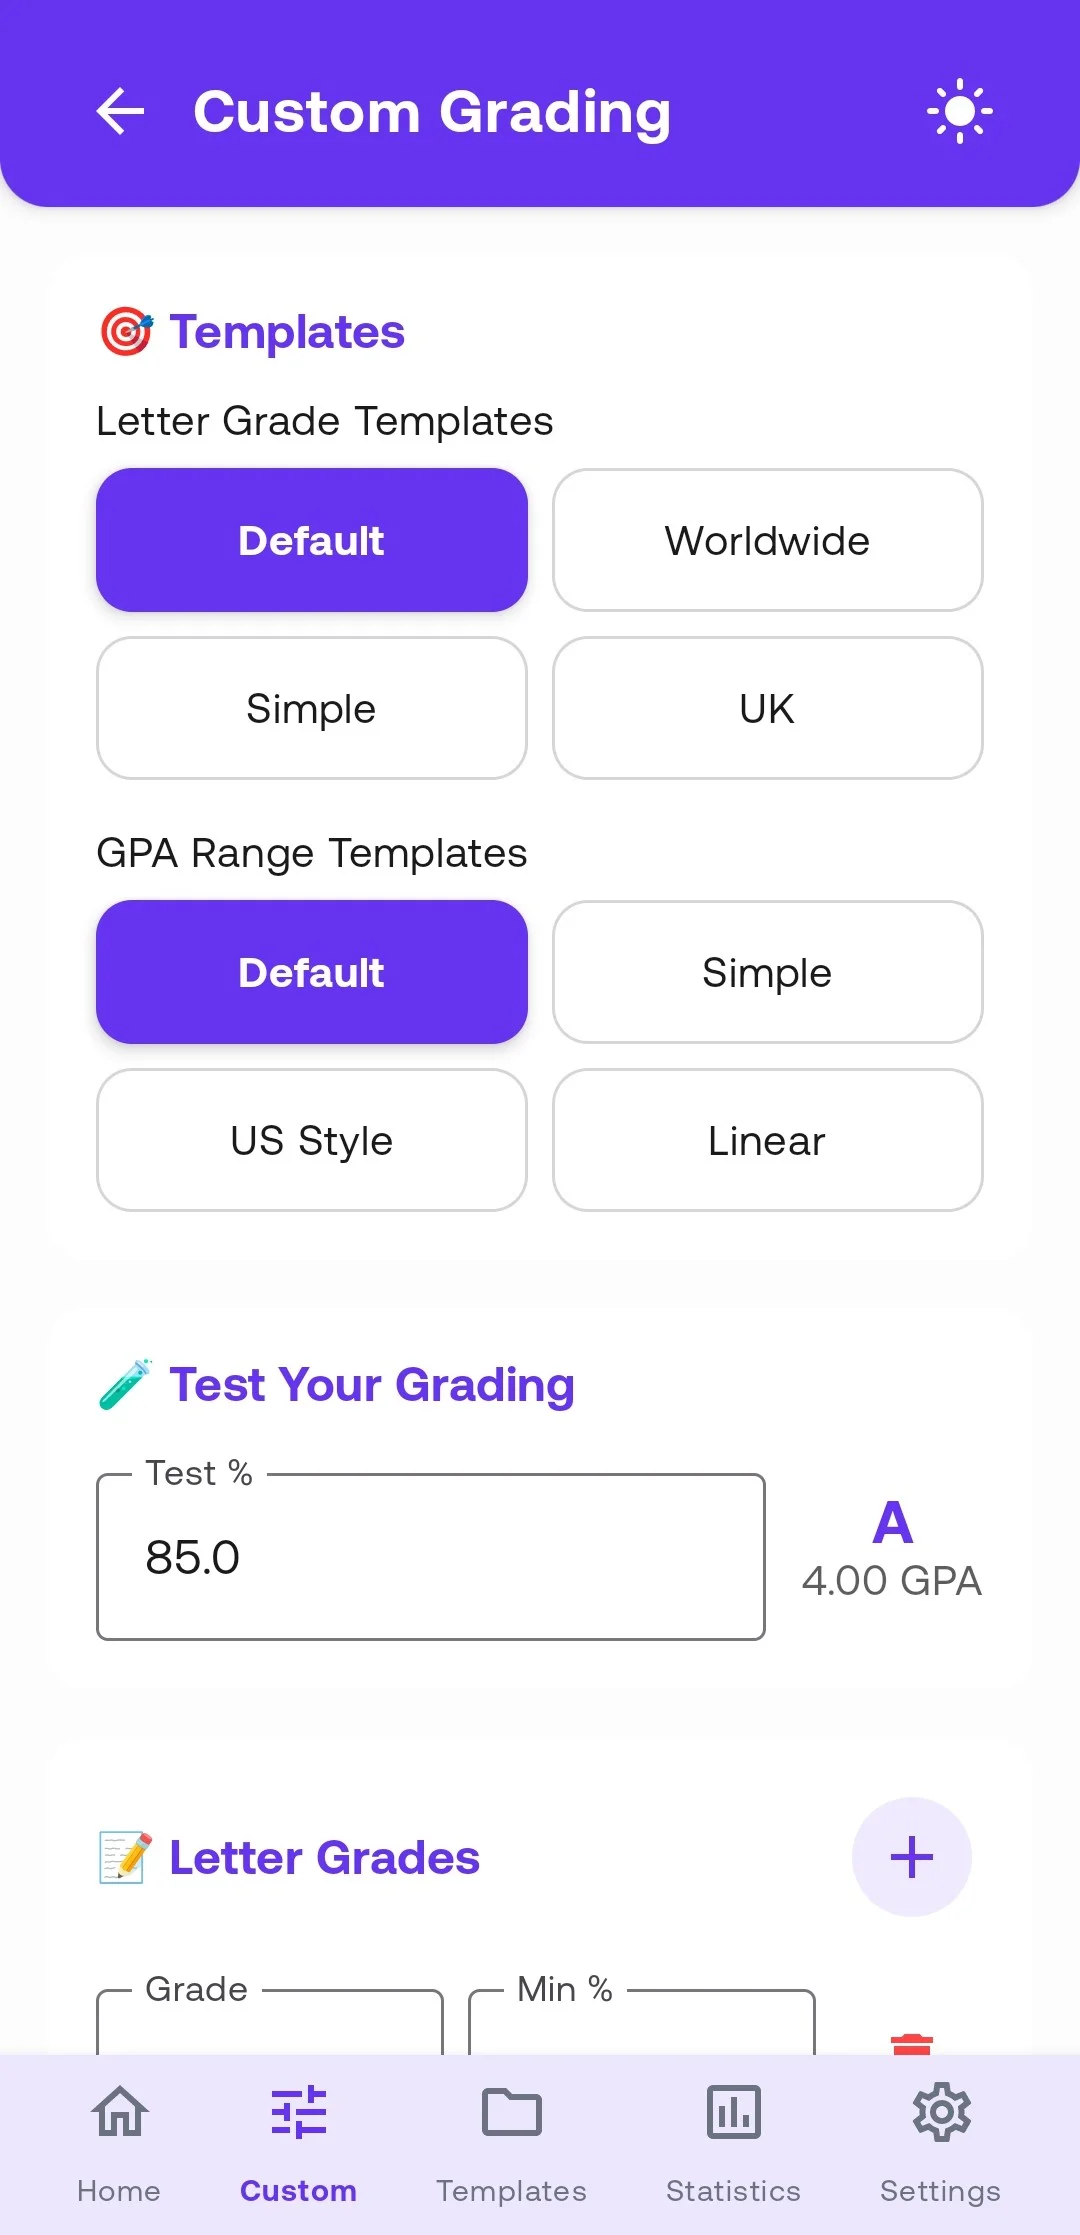 Custom Grading
Templates
Letter Grade Templates
Default
Worldwide
Simple
UK
GPA Range Templates
Default
Simple
US Style
Linear
Test Your Grading
Test %
85.0
A
4.00 GPA
Letter Grades
Grade
Min %
Home
Custom
Templates
Statistics
Settings